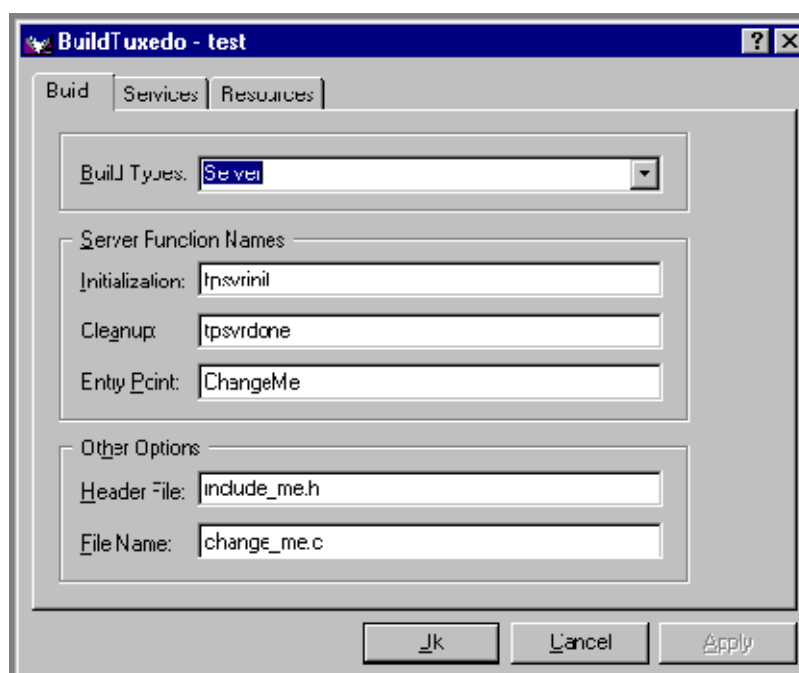 BuildTuxedo - test
Build Services Resources
Build Types: Server
Server Function Names
Initialization: tpsvrinit
Cleanup: tpsvrdone
Entry Point: ChangeMe
Other Options
Header File: include_me.h
File Name: change_me.c
Ok Cancel Apply